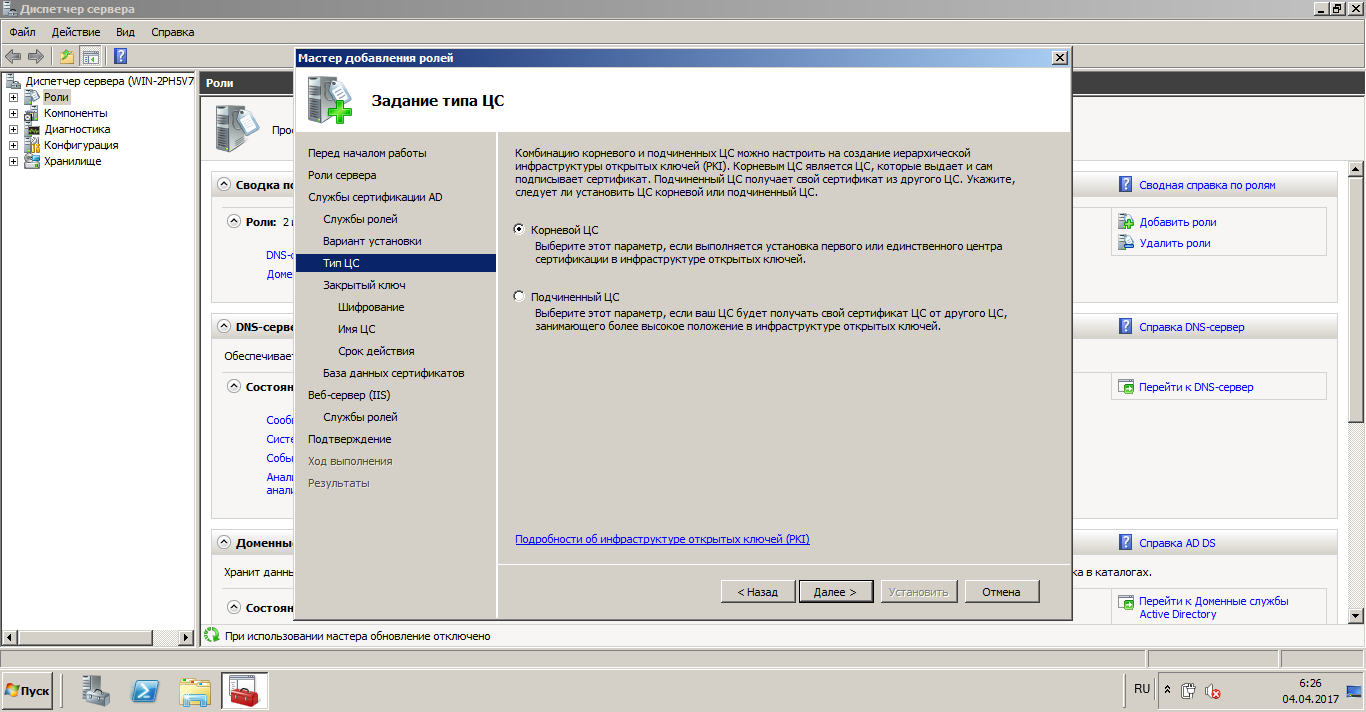 Диспетчер сервера
Файл Действие Вид Справка
Диспетчер сервера (WIN-2PH5V7
Роли
Компоненты
Диагностика
Конфигурация
Хранилище
Роли
Сводка
Роли: 2
Доме
Обеспечивает
Состоян
Сооб
Систе
Собы
Анали
анали
Доменны
Хранит данн
Состоян
Мастер добавления ролей
Задание типа ЦС
Перед началом работы
Роли сервера
Службы сертификации AD
Службы ролей
Вариант установки
Тип ЦС
Закрытый ключ
Шифрование
Имя ЦС
Срок действия
База данных сертификатов
Веб-сервер (IIS)
Службы ролей
Подтверждение
Ход выполнения
Результаты
Комбинацию корневого и подчиненных ЦС можно настроить на создание иерархической
инфраструктуры открытых ключей (PKI). Корневым ЦС является ЦС, которые выдает и сам
подписывает сертификат. Подчиненный ЦС получает свой сертификат из другого ЦС. Укажите,
следует ли установить ЦС корневой или подчиненный ЦС.
Корневой ЦС
Выберите этот параметр, если выполняется установка первого или единственного центра
сертификации в инфраструктуре открытых ключей.
Подчиненный ЦС
Выберите этот параметр, если ваш ЦС будет получать свой сертификат ЦС от другого ЦС,
занимающего более высокое положение в инфраструктуре открытых ключей.
Подробности об инфраструктуре открытых ключей (PKI)
< Назад Далее > Установить Отмена
Сводная справка по ролям
Добавить роли
Удалить роли
Справка DNS-сервер
Перейти к DNS-сервер
Справка AD DS
ка в каталогах.
Перейти к Доменные службы
Active Directory
При использовании мастера обновление отключено
Пуск
RU
6:26
04.04.2017